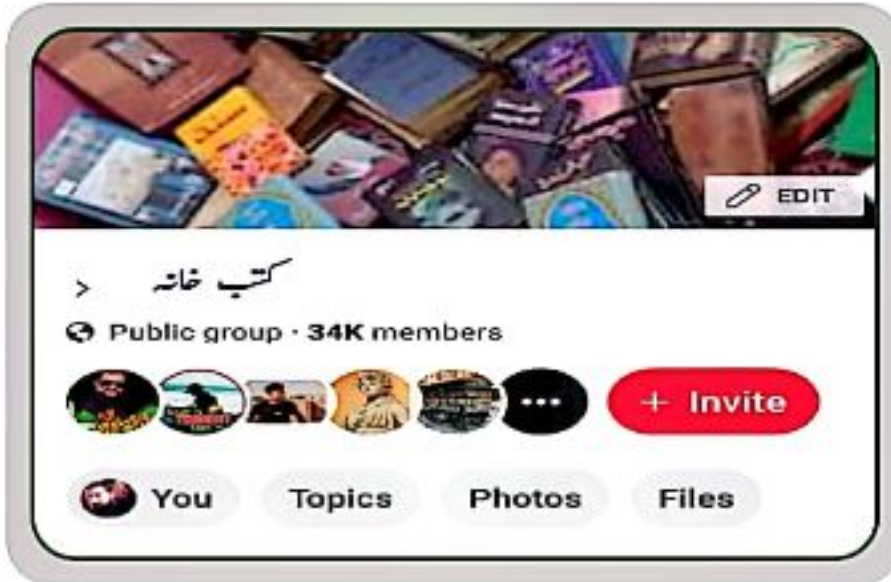 EDIT
کتب خانہ <
Public group · 34K members
+ Invite
You Topics Photos Files